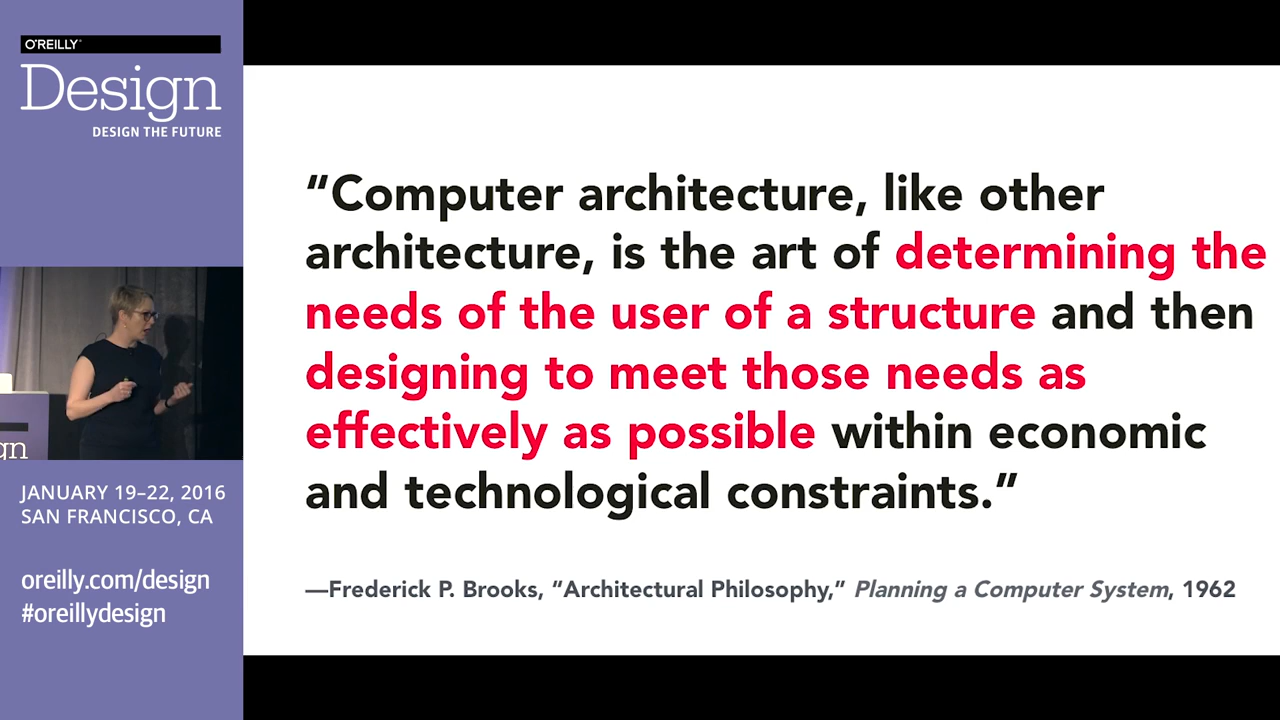 O'REILLY®
Design
DESIGN THE FUTURE
gn
JANUARY 19–22, 2016
SAN FRANCISCO, CA
oreilly.com/design
#oreillydesign
“Computer architecture, like other
architecture, is the art of determining the
needs of the user of a structure and then
designing to meet those needs as
effectively as possible within economic
and technological constraints.”
—Frederick P. Brooks, “Architectural Philosophy,” Planning a Computer System, 1962